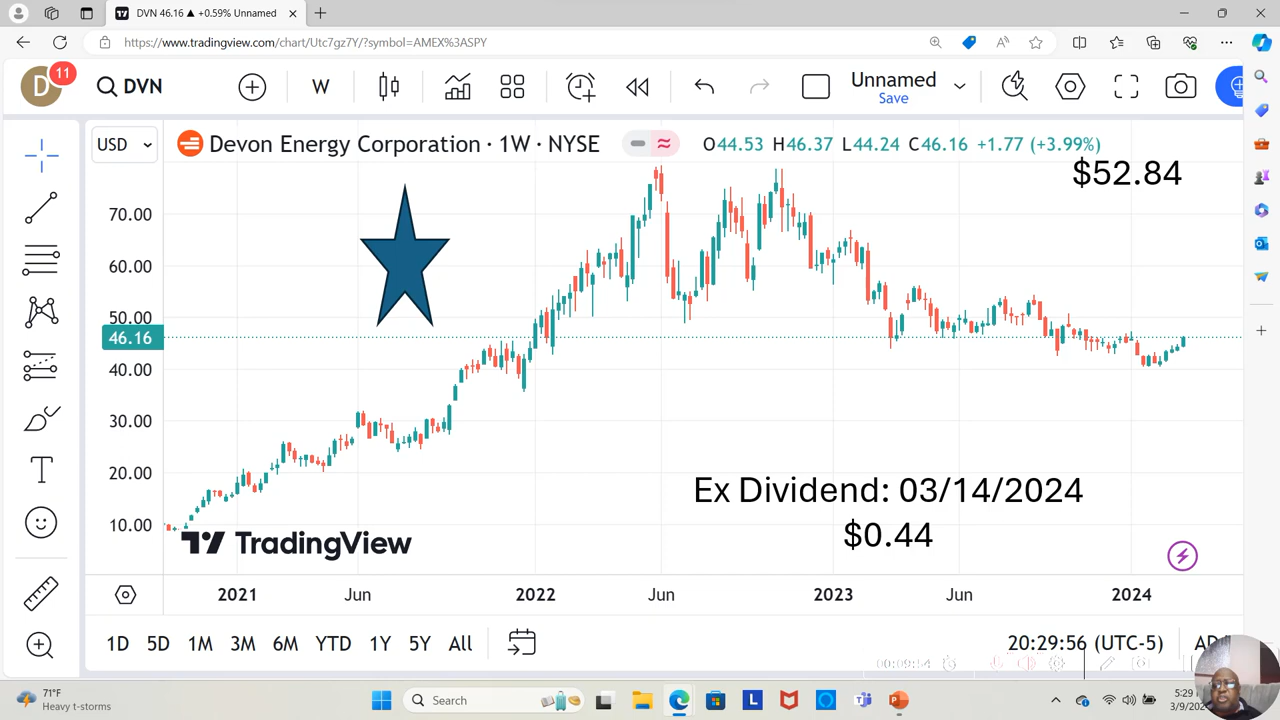 DVN 46.16 ▲ +0.59% Unnamed
https://www.tradingview.com/chart/Utc7gz7Y/?symbol=AMEX%3ASPY
D 11 DVN W Unnamed
Save
USD Devon Energy Corporation · 1W · NYSE O44.53 H46.37 L44.24 C46.16 +1.77 (+3.99%)
$52.84
70.00
60.00
50.00
46.16
40.00
30.00
20.00
10.00
Ex Dividend: 03/14/2024
$0.44
TradingView
2021 Jun 2022 Jun 2023 Jun 2024
1D 5D 1M 3M 6M YTD 1Y 5Y All 20:29:56 (UTC-5)
00:09:54
71°F
Heavy t-storms
Search